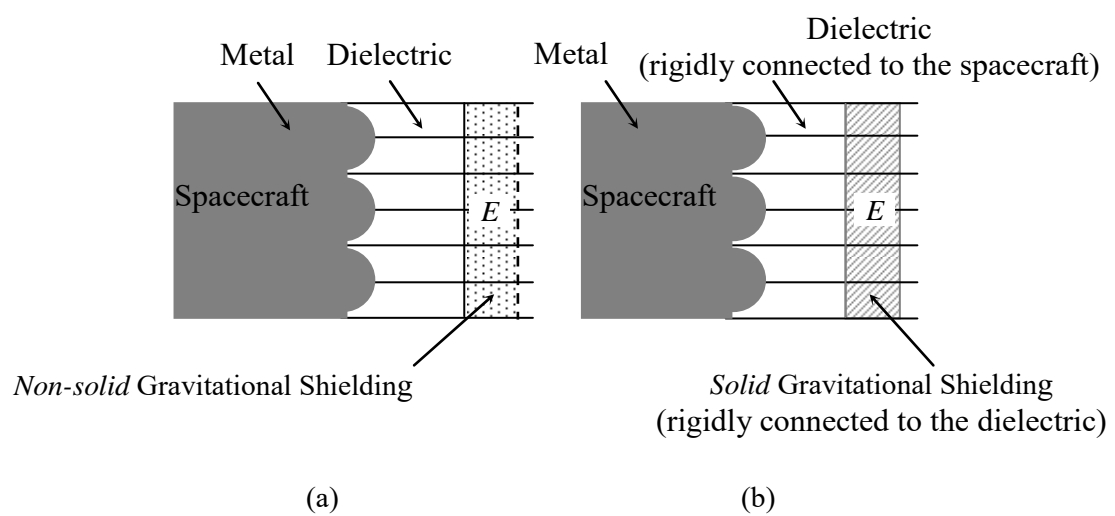 Metal
Dielectric
Spacecraft
E
Non-solid Gravitational Shielding
(a)
Dielectric
(rigidly connected to the spacecraft)
Metal
Spacecraft
E
Solid Gravitational Shielding
(rigidly connected to the dielectric)
(b)